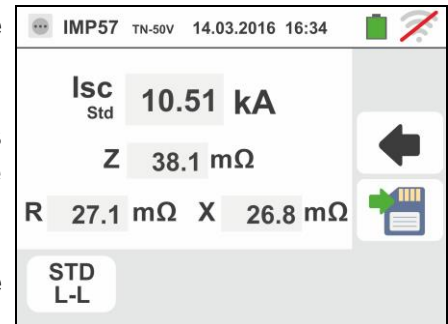 IMP57 TN-50V 14.03.2016 16:34
Isc
Std 10.51 kA
Z 38.1 mΩ
R 27.1 mΩ X 26.8 mΩ
STD
L-L